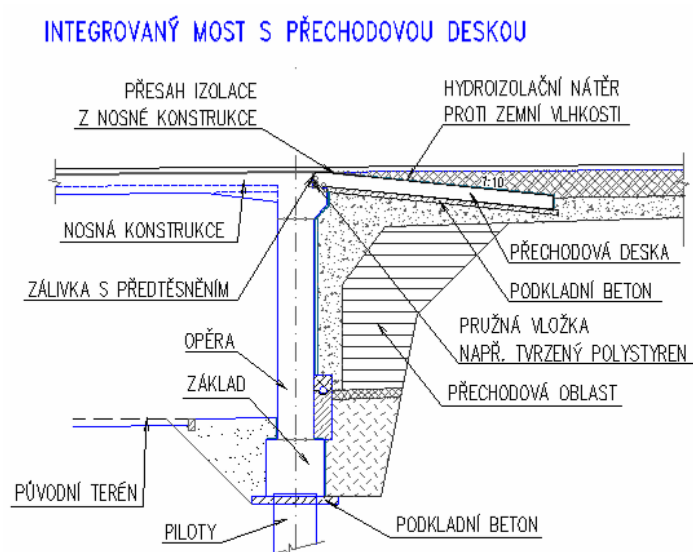 INTEGROVANÝ MOST S PŘECHODOVOU DESKOU
PŘESAH IZOLACE
Z NOSNÉ KONSTRUKCE
HYDROIZOLAČNÍ NÁTĚR
PROTI ZEMNÍ VLHKOSTI
1:10
NOSNÁ KONSTRUKCE
PŘECHODOVÁ DESKA
ZÁLIVKA S PŘEDTĚSNĚNÍM
PODKLADNÍ BETON
PRUŽNÁ VLOŽKA
NAPŘ. TVRZENÝ POLYSTYREN
OPĚRA
ZÁKLAD
PŘECHODOVÁ OBLAST
PŮVODNÍ TERÉN
PILOTY
PODKLADNÍ BETON